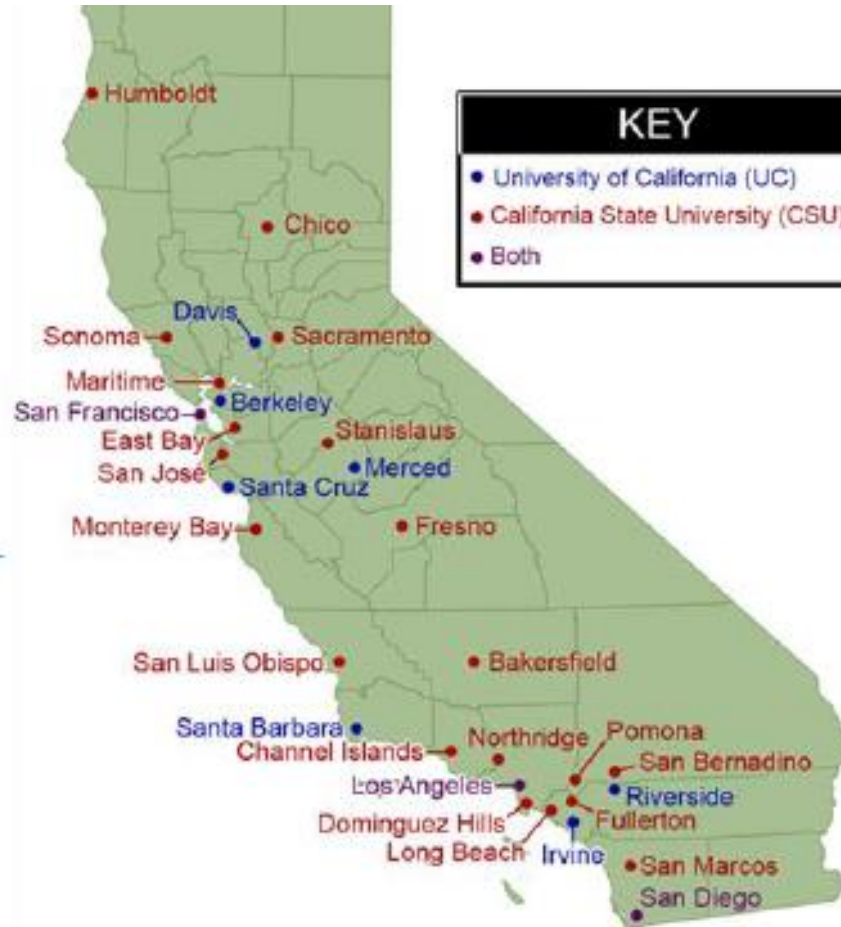 Humboldt
KEY
University of California (UC)
California State University (CSU)
Both
Chico
Davis
Sonoma
Sacramento
Maritime
Berkeley
San Francisco
Stanislaus
East Bay
Merced
San José
Santa Cruz
Monterey Bay
Fresno
San Luis Obispo
Bakersfield
Santa Barbara
Pomona
Channel Islands
Northridge
San Bernadino
Los Angeles
Riverside
Dominguez Hills
Fullerton
Long Beach
Irvine
San Marcos
San Diego